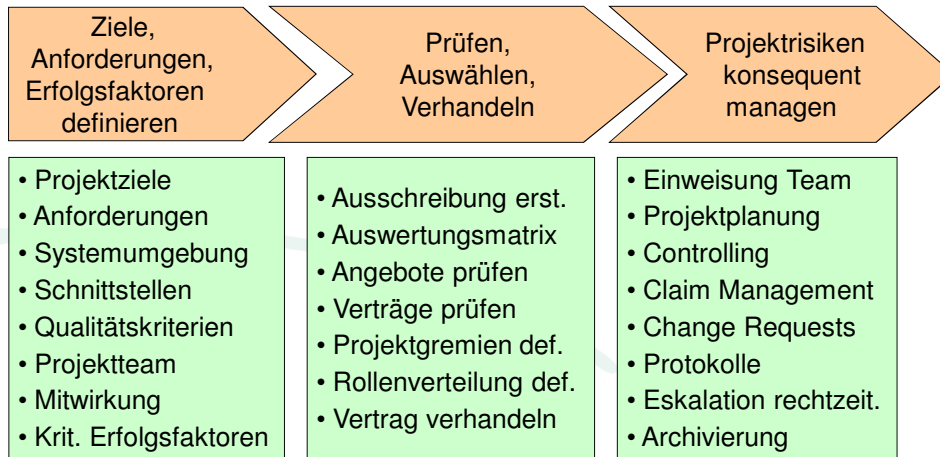 Ziele,
Anforderungen,
Erfolgsfaktoren
definieren
Prüfen,
Auswählen,
Verhandeln
Projektrisiken
konsequent
managen
• Projektziele
• Anforderungen
• Systemumgebung
• Schnittstellen
• Qualitätskriterien
• Projektteam
• Mitwirkung
• Krit. Erfolgsfaktoren
• Ausschreibung erst.
• Auswertungsmatrix
• Angebote prüfen
• Verträge prüfen
• Projektgremien def.
• Rollenverteilung def.
• Vertrag verhandeln
• Einweisung Team
• Projektplanung
• Controlling
• Claim Management
• Change Requests
• Protokolle
• Eskalation rechtzeit.
• Archivierung